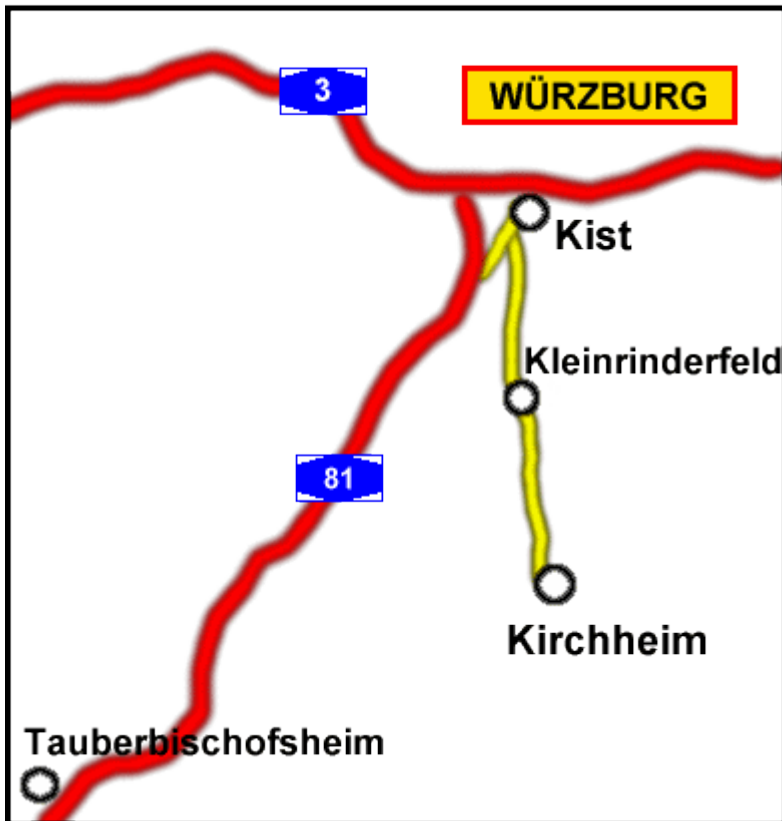 3
WÜRZBURG
Kist
Kleinrinderfeld
81
Kirchheim
Tauberbischofsheim